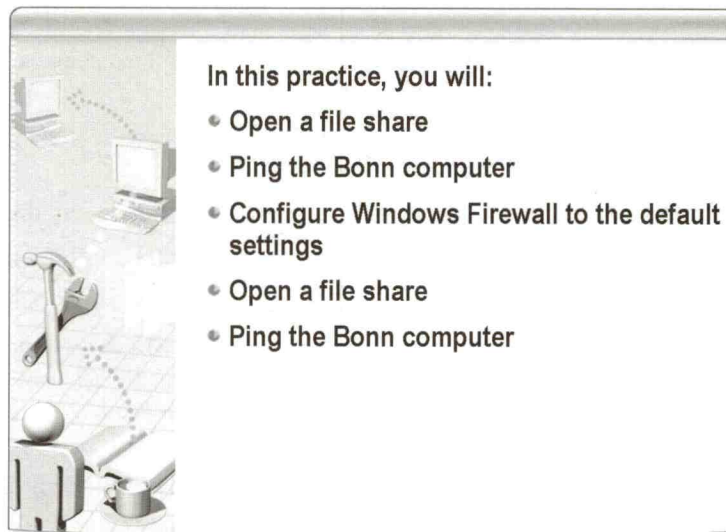 In this practice, you will:
Open a file share
Ping the Bonn computer
Configure Windows Firewall to the default
settings
Open a file share
Ping the Bonn computer